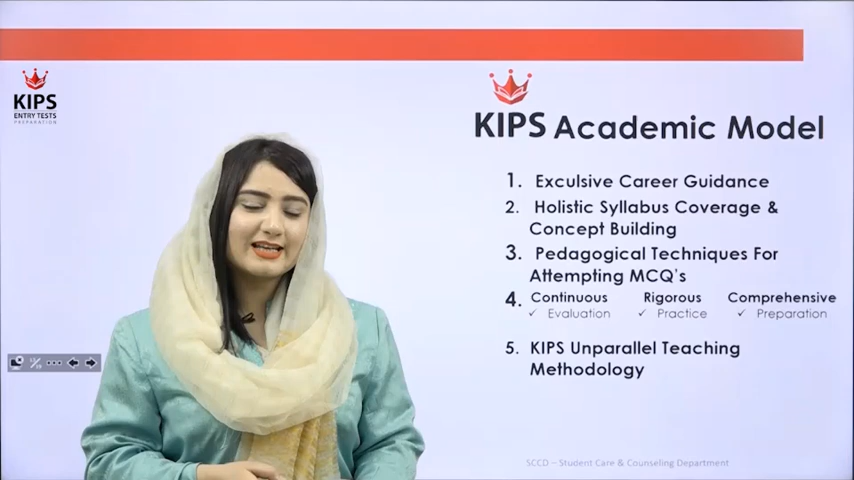 KIPS
ENTRY TESTS
PREPARATION
KIPS Academic Model
1. Exculsive Career Guidance
2. Holistic Syllabus Coverage &
Concept Building
3. Pedagogical Techniques For
Attempting MCQ's
4. Continuous Rigorous Comprehensive
✓ Evaluation ✓ Practice ✓ Preparation
5. KIPS Unparallel Teaching
Methodology
SCCD – Student Care & Counseling Department